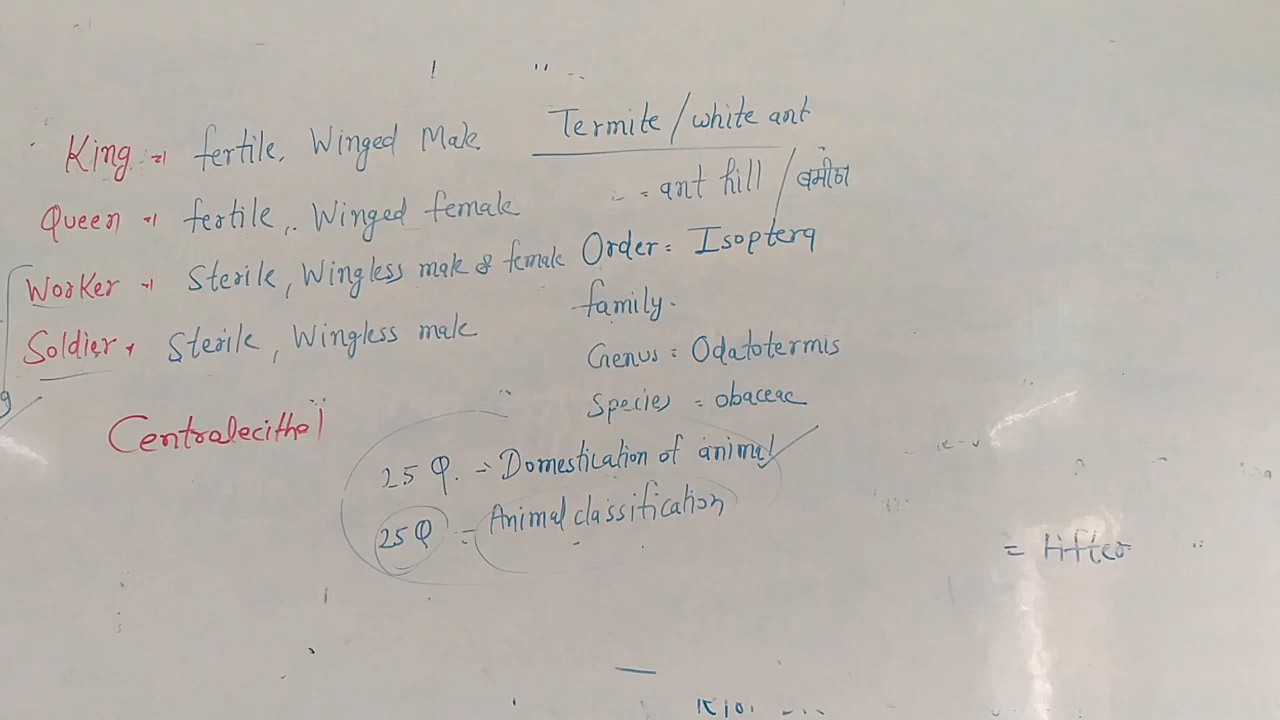 King = fertile, Winged Male
Queen = fertile, Winged female
Worker = Sterile, Wingless male & female
Soldier = Sterile, Wingless male
Centrolecithal
Termite / white ant
= ant hill / बमीठा
Order = Isoptera
family.
Genus = Odatotermis
Species = obaceae
25 Q. = Domestication of animal
25 Q = Animal classification